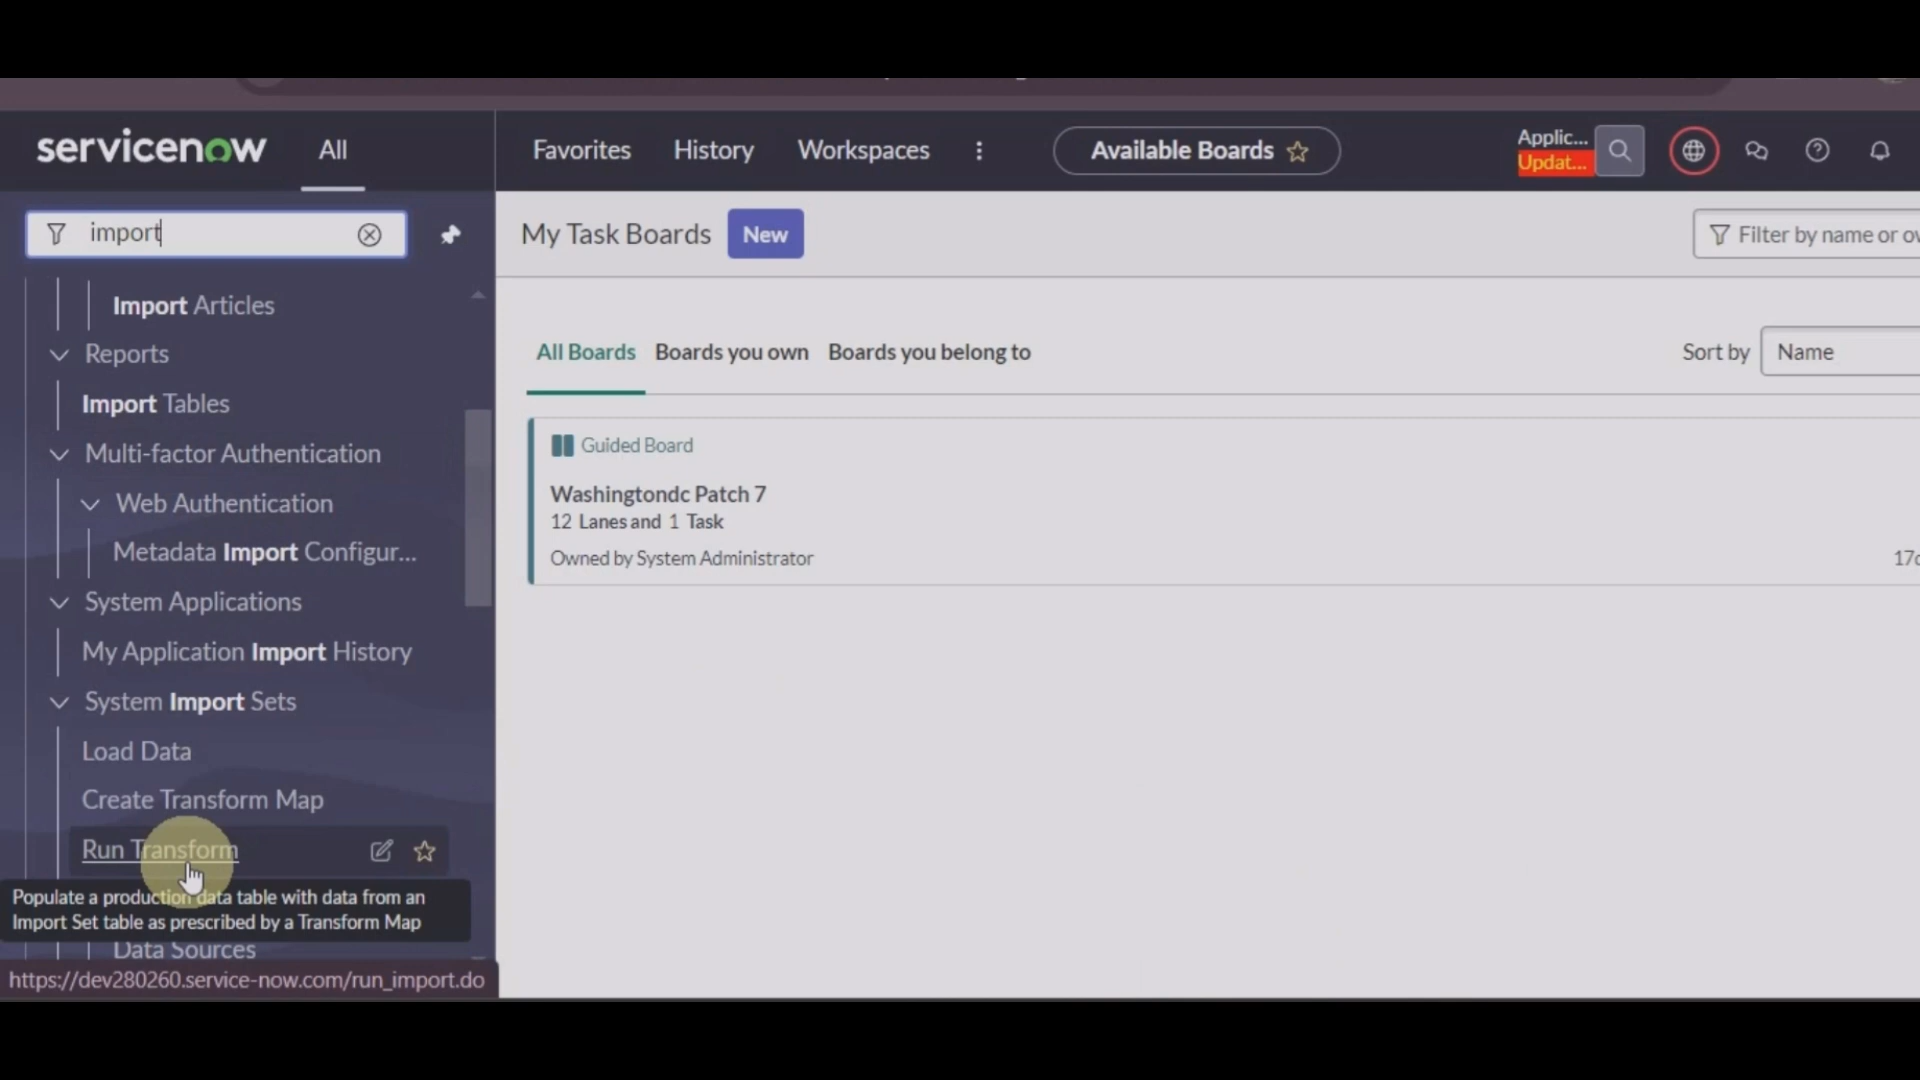 servicenow
All
Favorites
History
Workspaces
Available Boards
Applic...
Updat...
import
My Task Boards
New
Filter by name or ow
Import Articles
Reports
Import Tables
Multi-factor Authentication
Web Authentication
Metadata Import Configur...
System Applications
My Application Import History
System Import Sets
Load Data
Create Transform Map
Run Transform
Populate a production data table with data from an
Import Set table as prescribed by a Transform Map
Data Sources
https://dev280260.service-now.com/run_import.do
All Boards
Boards you own
Boards you belong to
Sort by
Name
Guided Board
Washingtondc Patch 7
12 Lanes and 1 Task
Owned by System Administrator